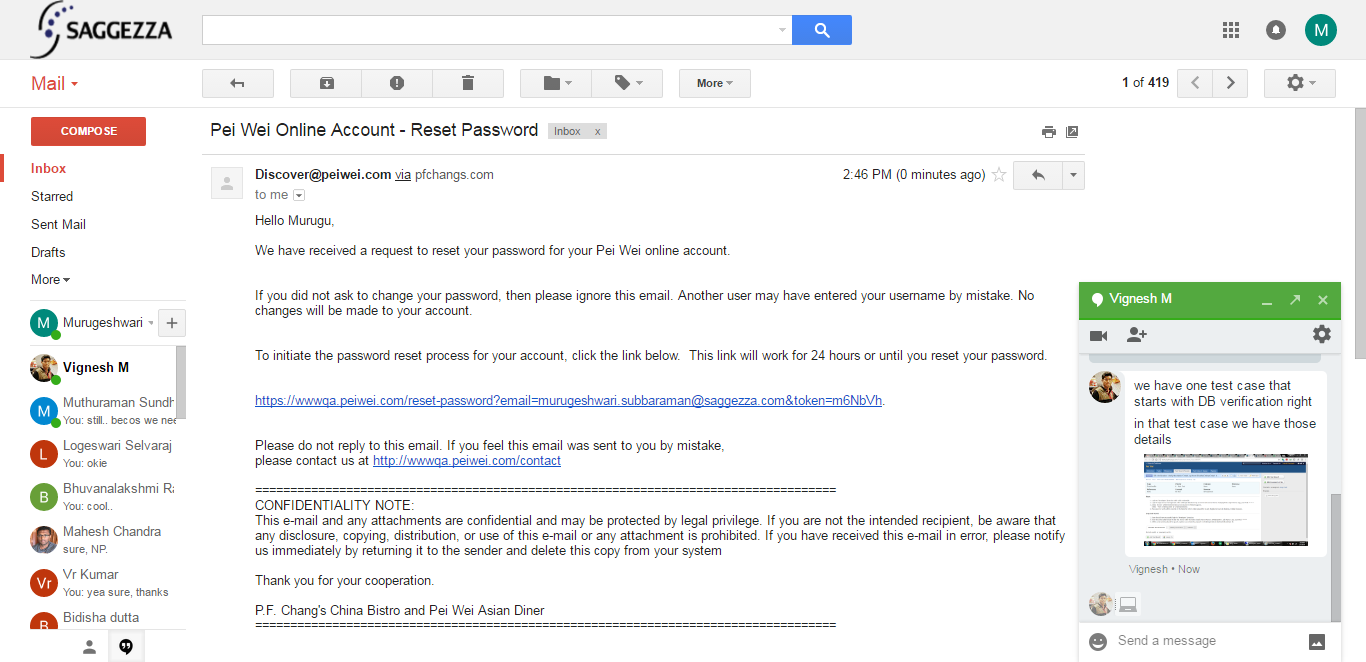 SAGGEZZA
M
Mail
More
1 of 419
COMPOSE
Inbox
Starred
Sent Mail
Drafts
More
M
Murugeshwari
+
Vignesh M
M
Muthuraman Sundh
You: still.. becos we nee
L
Logeswari Selvaraj
You: okie
B
Bhuvanalakshmi Ra
You: cool..
Mahesh Chandra
sure, NP.
Vr
Vr Kumar
You: yea sure, thanks
B
Bidisha dutta
Pei Wei Online Account - Reset Password
Inbox x
Discover@peiwei.com via pfchangs.com
2:46 PM (0 minutes ago)
to me
Hello Murugu,
We have received a request to reset your password for your Pei Wei online account.
If you did not ask to change your password, then please ignore this email. Another user may have entered your username by mistake. No
changes will be made to your account.
To initiate the password reset process for your account, click the link below.  This link will work for 24 hours or until you reset your password.
https://wwwqa.peiwei.com/reset-password?email=murugeshwari.subbaraman@saggezza.com&token=m6NbVh.
Please do not reply to this email. If you feel this email was sent to you by mistake,
please contact us at http://wwwqa.peiwei.com/contact
===================================================================================
CONFIDENTIALITY NOTE:
This e-mail and any attachments are confidential and may be protected by legal privilege. If you are not the intended recipient, be aware that
any disclosure, copying, distribution, or use of this e-mail or any attachment is prohibited. If you have received this e-mail in error, please notify
us immediately by returning it to the sender and delete this copy from your system
Thank you for your cooperation.
P.F. Chang's China Bistro and Pei Wei Asian Diner
===================================================================================
Vignesh M
we have one test case that
starts with DB verification right
in that test case we have those
details
Vignesh • Now
Send a message